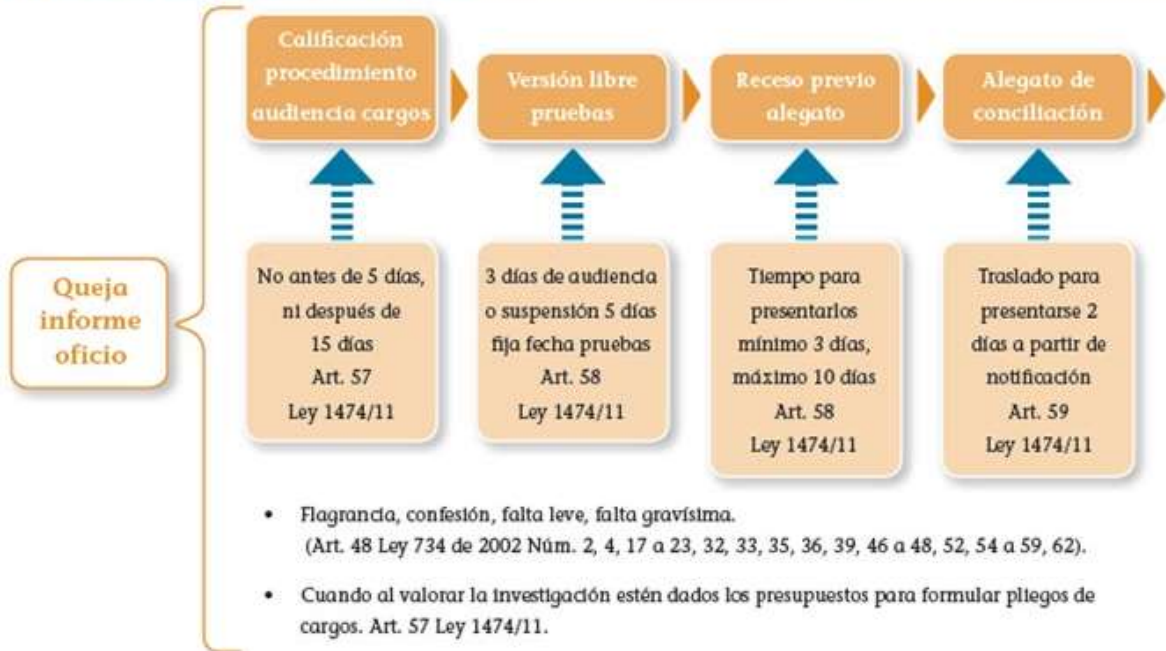 Queja
informe
oficio
Calificación
procedimiento
audiencia cargos
Versión libre
pruebas
Receso previo
alegato
Alegato de
conciliación
No antes de 5 días,
ni después de
15 días
Art. 57
Ley 1474/11
3 días de audiencia
o suspensión 5 días
fija fecha pruebas
Art. 58
Ley 1474/11
Tiempo para
presentarlos
mínimo 3 días,
máximo 10 días
Art. 58
Ley 1474/11
Traslado para
presentarse 2
días a partir de
notificación
Art. 59
Ley 1474/11
• Flagrancia, confesión, falta leve, falta gravísima.
(Art. 48 Ley 734 de 2002 Núm. 2, 4, 17 a 23, 32, 33, 35, 36, 39, 46 a 48, 52, 54 a 59, 62).
• Cuando al valorar la investigación estén dados los presupuestos para formular pliegos de
cargos. Art. 57 Ley 1474/11.